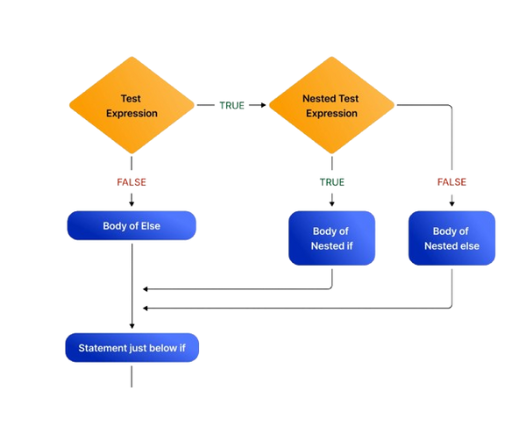 Test
Expression
TRUE
Nested Test
Expression
FALSE
TRUE
FALSE
Body of Else
Body of
Nested if
Body of
Nested else
Statement just below if